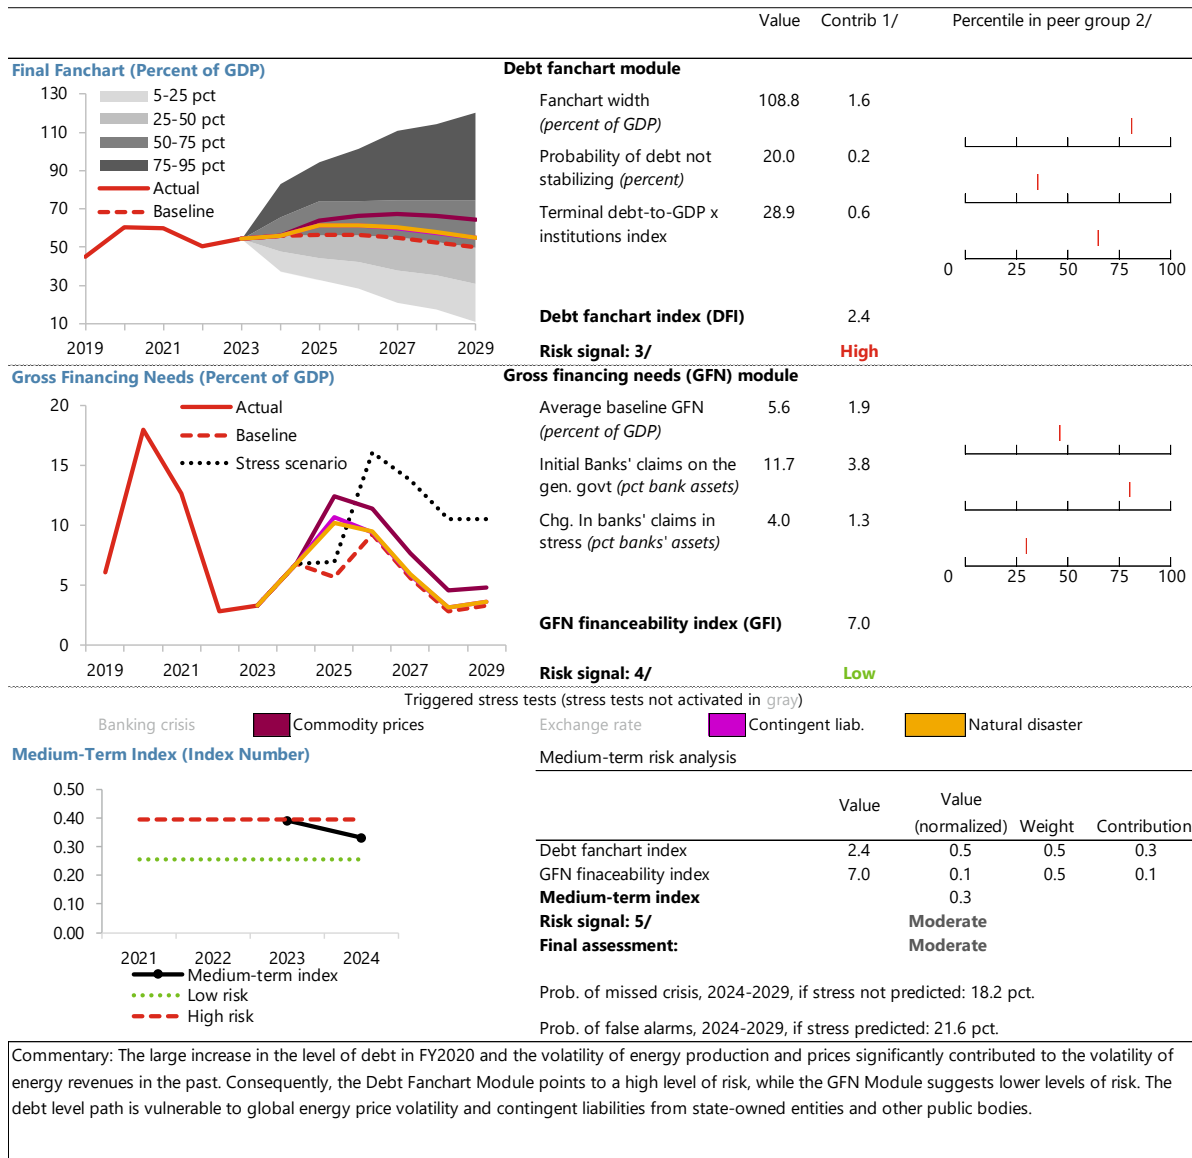 Value Contrib 1/ Percentile in peer group 2/
Final Fanchart (Percent of GDP)
130
110
90
70
50
30
10
5-25 pct
25-50 pct
50-75 pct
75-95 pct
Actual
Baseline
2019 2021 2023 2025 2027 2029
Debt fanchart module
Fanchart width 108.8 1.6
(percent of GDP)
Probability of debt not 20.0 0.2
stabilizing (percent)
Terminal debt-to-GDP x 28.9 0.6
institutions index
0 25 50 75 100
Debt fanchart index (DFI) 2.4
Risk signal: 3/ High
Gross Financing Needs (Percent of GDP)
20
15
10
5
0
Actual
Baseline
Stress scenario
2019 2021 2023 2025 2027 2029
Gross financing needs (GFN) module
Average baseline GFN 5.6 1.9
(percent of GDP)
Initial Banks' claims on the 11.7 3.8
gen. govt (pct bank assets)
Chg. In banks' claims in 4.0 1.3
stress (pct banks' assets)
0 25 50 75 100
GFN financeability index (GFI) 7.0
Risk signal: 4/ Low
Triggered stress tests (stress tests not activated in gray)
Banking crisis Commodity prices Exchange rate Contingent liab. Natural disaster
Medium-Term Index (Index Number)
0.50
0.40
0.30
0.20
0.10
0.00
2021 2022 2023 2024
Medium-term index
Low risk
High risk
Medium-term risk analysis
Value Value
(normalized) Weight Contribution
Debt fanchart index 2.4 0.5 0.5 0.3
GFN finaceability index 7.0 0.1 0.5 0.1
Medium-term index 0.3
Risk signal: 5/ Moderate
Final assessment: Moderate
Prob. of missed crisis, 2024-2029, if stress not predicted: 18.2 pct.
Prob. of false alarms, 2024-2029, if stress predicted: 21.6 pct.
Commentary: The large increase in the level of debt in FY2020 and the volatility of energy production and prices significantly contributed to the volatility of
energy revenues in the past. Consequently, the Debt Fanchart Module points to a high level of risk, while the GFN Module suggests lower levels of risk. The
debt level path is vulnerable to global energy price volatility and contingent liabilities from state-owned entities and other public bodies.